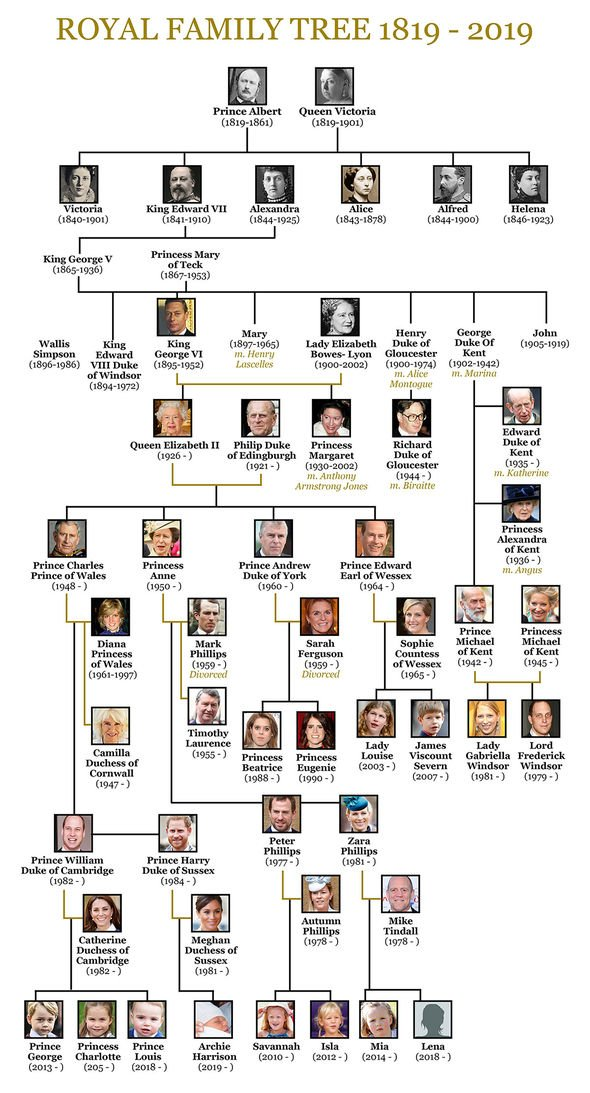 ROYAL FAMILY TREE 1819 - 2019
Prince Albert
(1819-1861)
Queen Victoria
(1819-1901)
Victoria
(1840-1901)
King Edward VII
(1841-1910)
Alexandra
(1844-1925)
Alice
(1843-1878)
Alfred
(1844-1900)
Helena
(1846-1923)
King George V
(1865-1936)
Princess Mary
of Teck
(1867-1953)
Wallis
Simpson
(1896-1986)
King
Edward
VIII Duke
of Windsor
(1894-1972)
King
George VI
(1895-1952)
Mary
(1897-1965)
m. Henry
Lascelles
Lady Elizabeth
Bowes- Lyon
(1900-2002)
Henry
Duke of
Gloucester
(1900-1974)
m. Alice
Montogue
George
Duke Of
Kent
(1902-1942)
m. Marina
John
(1905-1919)
Queen Elizabeth II
(1926 - )
Philip Duke
of Edingburgh
(1921 - )
Princess
Margaret
(1930-2002)
m. Anthony
Armstrong Jones
Richard
Duke of
Gloucester
(1944 - )
m. Biraitte
Edward
Duke of
Kent
(1935 - )
m. Katherine
Princess
Alexandra
of Kent
(1936 - )
m. Angus
Prince Charles
Prince of Wales
(1948 - )
Princess
Anne
(1950 - )
Prince Andrew
Duke of York
(1960 - )
Prince Edward
Earl of Wessex
(1964 - )
Diana
Princess
of Wales
(1961-1997)
Mark
Phillips
(1959 - )
Divorced
Sarah
Ferguson
(1959 - )
Divorced
Sophie
Countess
of Wessex
(1965 - )
Prince
Michael
of Kent
(1942 - )
Princess
Michael
of Kent
(1945 - )
Camilla
Duchess of
Cornwall
(1947 - )
Timothy
Laurence
(1955 - )
Princess
Beatrice
(1988 - )
Princess
Eugenie
(1990 - )
Lady
Louise
(2003 - )
James
Viscount
Severn
(2007 - )
Lady
Gabriella
Windsor
(1981 - )
Lord
Frederick
Windsor
(1979 - )
Prince William
Duke of Cambridge
(1982 - )
Prince Harry
Duke of Sussex
(1984 - )
Peter
Phillips
(1977 - )
Zara
Phillips
(1981 - )
Catherine
Duchess of
Cambridge
(1982 - )
Meghan
Duchess of
Sussex
(1981 - )
Autumn
Phillips
(1978 - )
Mike
Tindall
(1978 - )
Prince
George
(2013 - )
Princess
Charlotte
(205 - )
Prince
Louis
(2018 - )
Archie
Harrison
(2019 - )
Savannah
(2010 - )
Isla
(2012 - )
Mia
(2014 - )
Lena
(2018 - )